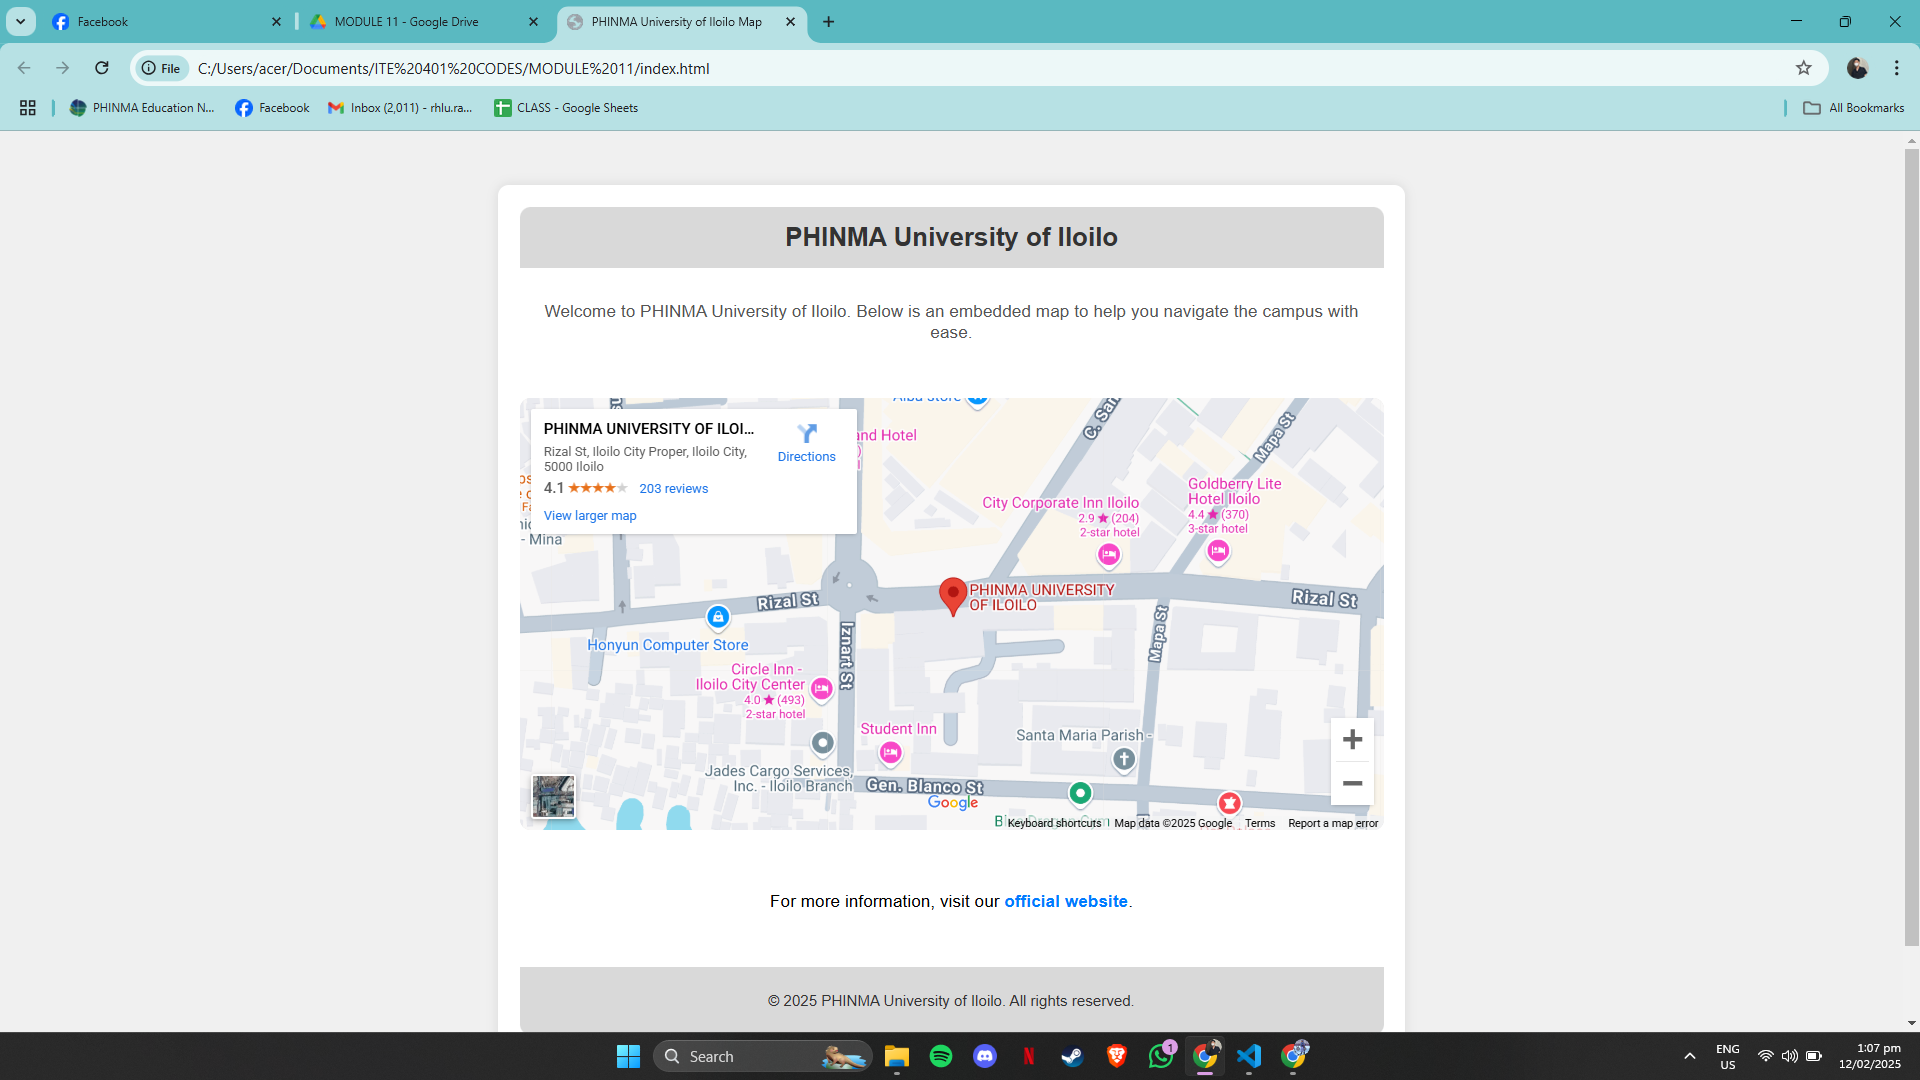 Facebook
MODULE 11 - Google Drive
PHINMA University of Iloilo Map
File
C:/Users/acer/Documents/ITE%20401%20CODES/MODULE%2011/index.html
PHINMA Education N...
Facebook
Inbox (2,011) - rhlu.ra...
CLASS - Google Sheets
All Bookmarks
PHINMA University of Iloilo
Welcome to PHINMA University of Iloilo. Below is an embedded map to help you navigate the campus with
ease.
PHINMA UNIVERSITY OF ILOI...
Rizal St, Iloilo City Proper, Iloilo City,
5000 Iloilo
4.1
203 reviews
View larger map
Directions
and Hotel
C. San
Mapa St
- Mina
City Corporate Inn Iloilo
2.9 ★ (204)
2-star hotel
Goldberry Lite
Hotel Iloilo
4.4 ★ (370)
3-star hotel
PHINMA UNIVERSITY
OF ILOILO
Rizal St
Rizal St
Honyun Computer Store
Iznart St
Mapa St
Circle Inn -
Iloilo City Center
4.0 ★ (493)
2-star hotel
Student Inn
Santa Maria Parish -
Jades Cargo Services,
Inc. - Iloilo Branch
Gen. Blanco St
Google
Keyboard shortcuts
Map data ©2025 Google
Terms
Report a map error
For more information, visit our official website.
© 2025 PHINMA University of Iloilo. All rights reserved.
Search
1
ENG
US
1:07 pm
12/02/2025